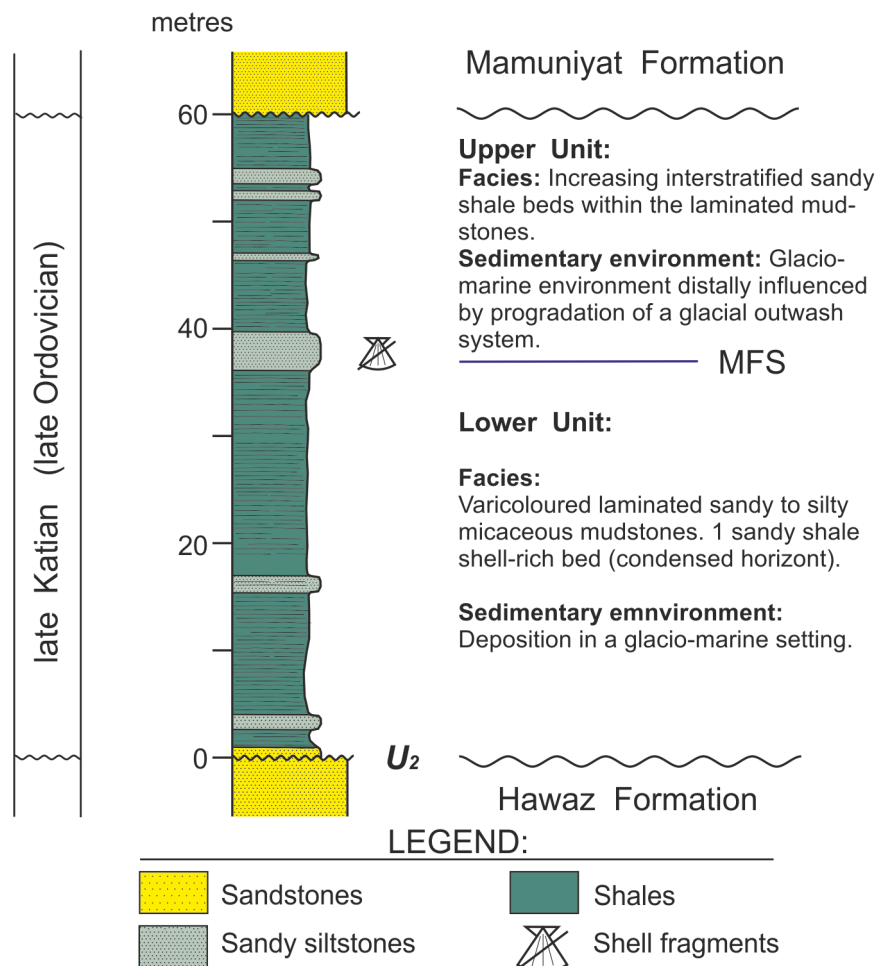 metres
Mamuniyat Formation
60
Upper Unit:
Facies: Increasing interstratified sandy
shale beds within the laminated mud-
stones.
Sedimentary environment: Glacio-
marine environment distally influenced
by progradation of a glacial outwash
system.
40
MFS
late Katian (late Ordovician)
Lower Unit:
Facies:
Varicoloured laminated sandy to silty
micaceous mudstones. 1 sandy shale
shell-rich bed (condensed horizont).
20
Sedimentary emnvironment:
Deposition in a glacio-marine setting.
0
U2
Hawaz Formation
LEGEND:
Sandstones
Shales
Sandy siltstones
Shell fragments